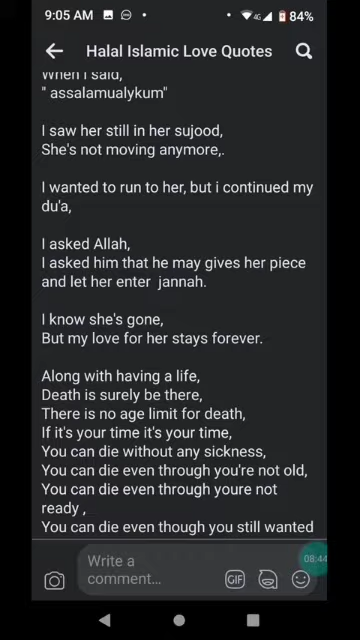 9:05 AM
4G 84%
Halal Islamic Love Quotes
When I said,
" assalamualykum"
I saw her still in her sujood,
She's not moving anymore,.
I wanted to run to her, but i continued my
du'a,
I asked Allah,
I asked him that he may gives her piece
and let her enter  jannah.
I know she's gone,
But my love for her stays forever.
Along with having a life,
Death is surely be there,
There is no age limit for death,
If it's your time it's your time,
You can die without any sickness,
You can die even through you're not old,
You can die even through youre not
ready ,
You can die even though you still wanted
Write a
comment...
GIF
08:44